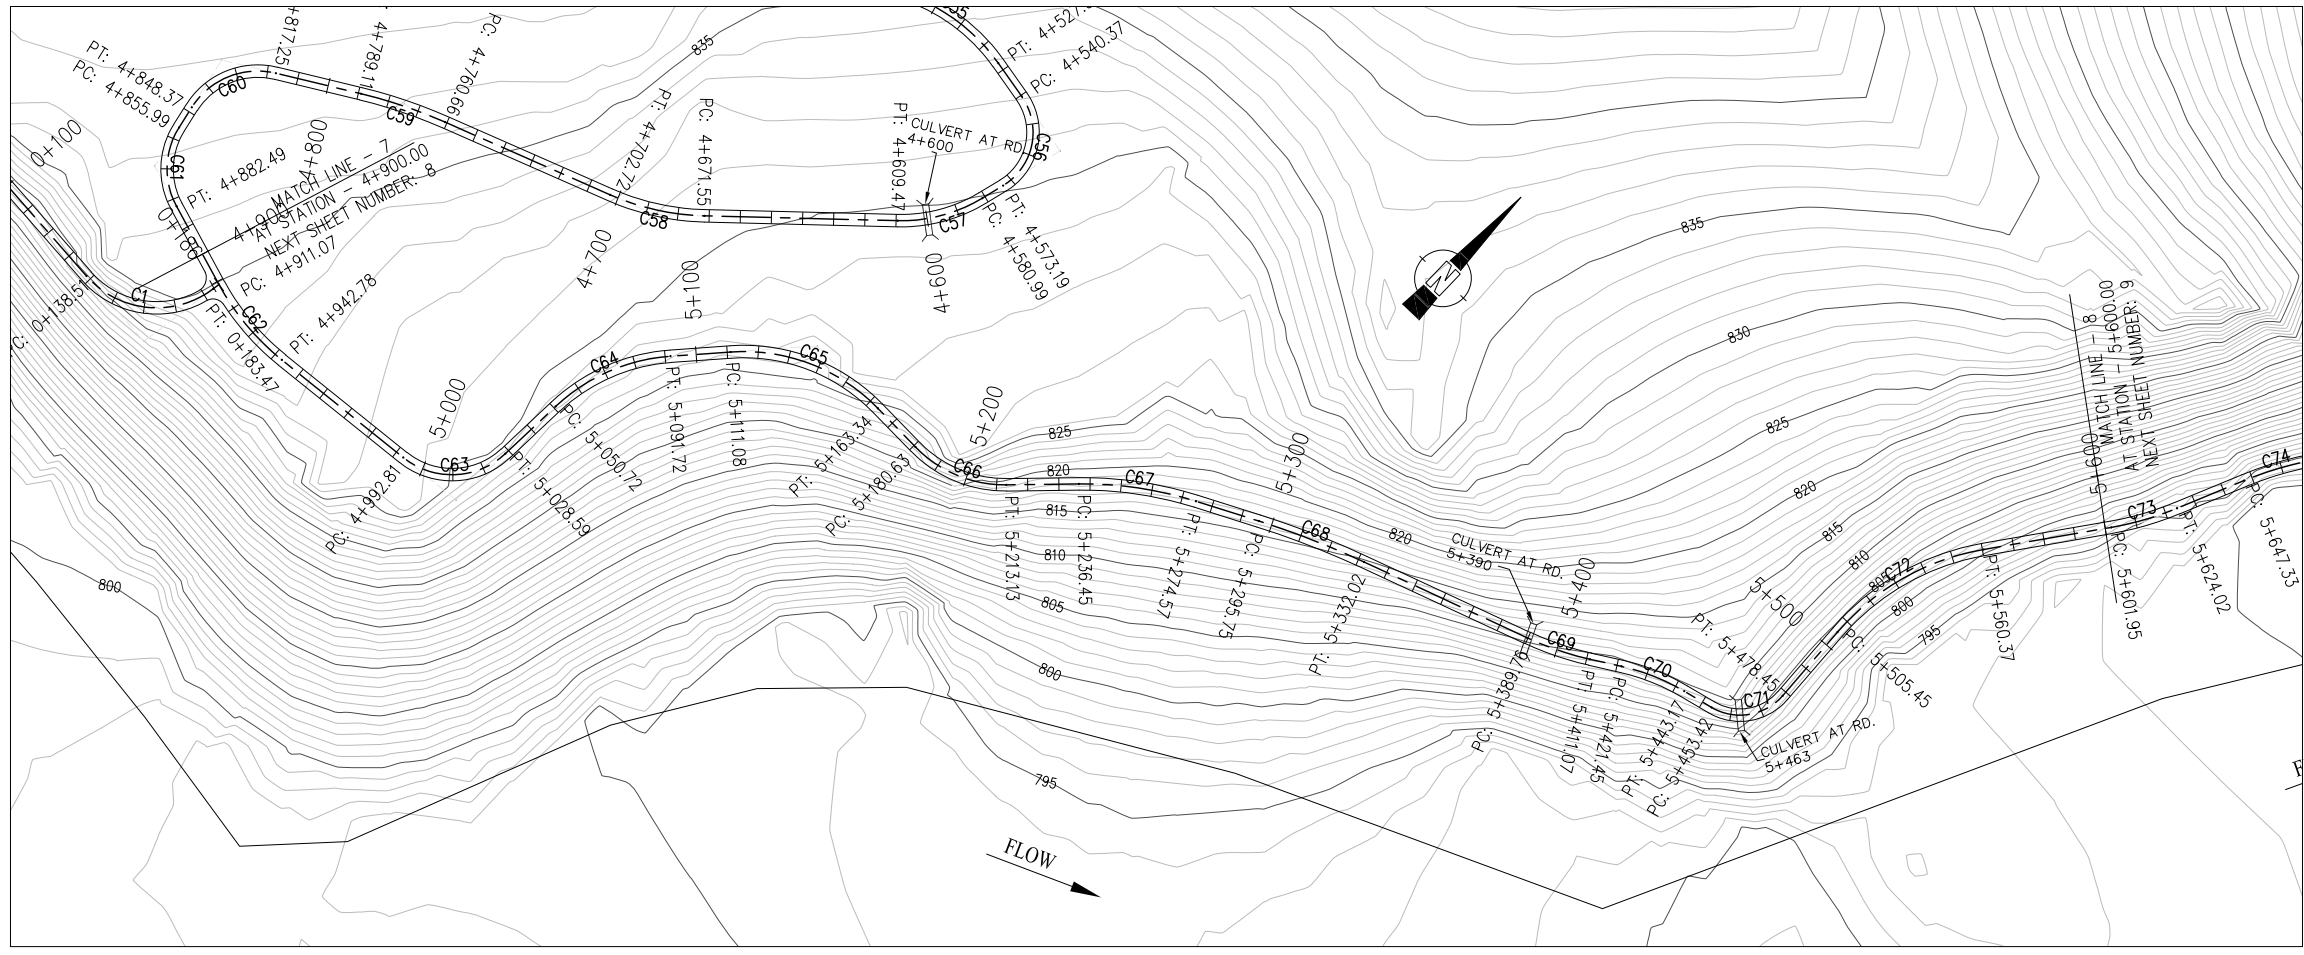 +817.25
4+789.11
PC: 4+760.66
835
C55
PT: 4+527.
PC: 4+540.37
PT: 4+848.37
PC: 4+855.99
C60
C59
0+100
4+800
C61
PT: 4+882.49
MATCH LINE - 7
AT STATION - 4+900.00
NEXT SHEET NUMBER: 8
4+900
0+186
PC: 4+911.07
PT: 4+942.78
PC: 0+138.51
C1
C62
PT: 0+183.47
PT: 4+702.72
PC: 4+671.55
C58
4+700
PT: 4+609.47
CULVERT AT RD.
4+600
C56
C57
PT: 4+573.19
PC: 4+580.99
4+600
5+100
5+000
C63
C64
C65
PC: 4+992.81
PT: 5+028.59
PC: 5+050.72
PT: 5+091.72
PC: 5+111.08
PT: 5+163.34
PC: 5+180.63
5+200
C66
825
820
C67
815
810
805
800
795
PT: 5+213.13
PC: 5+236.45
PT: 5+274.57
PC: 5+295.75
5+300
C68
820
PT: 5+332.02
CULVERT AT RD.
5+390
5+400
C69
PC: 5+389.76
PT: 5+411.07
PC: 5+421.45
C70
PT: 5+443.17
PC: 5+453.42
C71
PT: 5+478.45
5+500
CULVERT AT RD.
5+463
PC: 5+505.45
C72
PT: 5+560.37
N
835
830
825
820
815
810
805
800
795
5+600
MATCH LINE - 8
AT STATION - 5+600.00
NEXT SHEET NUMBER: 9
PC: 5+601.95
C73
PT: 5+624.02
PC: 5+647.33
C74
800
FLOW
F